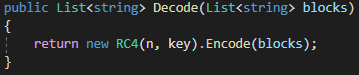 public List<string> Decode(List<string> blocks)
{
return new RC4(n, key).Encode(blocks);
}